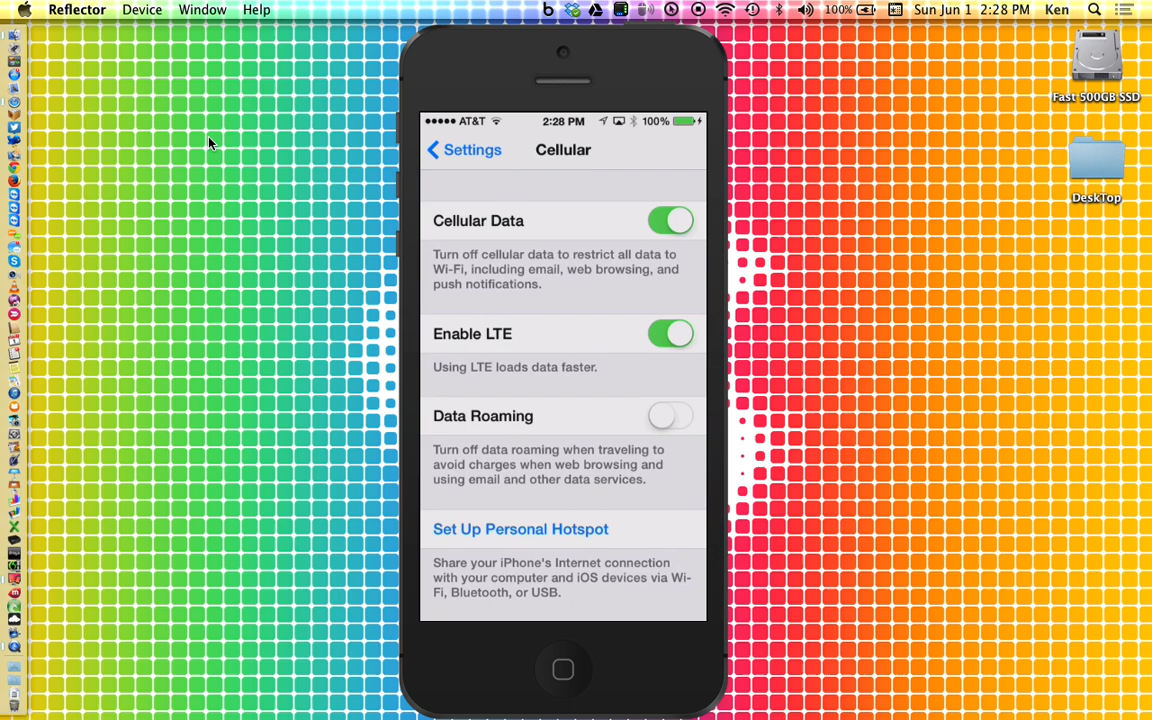 Reflector Device Window Help 100% Sun Jun 1 2:28 PM Ken
Fast 500GB SSD
DeskTop
AT&T 2:28 PM 100%
Settings Cellular
Cellular Data
Turn off cellular data to restrict all data to
Wi-Fi, including email, web browsing, and
push notifications.
Enable LTE
Using LTE loads data faster.
Data Roaming
Turn off data roaming when traveling to
avoid charges when web browsing and
using email and other data services.
Set Up Personal Hotspot
Share your iPhone's Internet connection
with your computer and iOS devices via Wi-
Fi, Bluetooth, or USB.